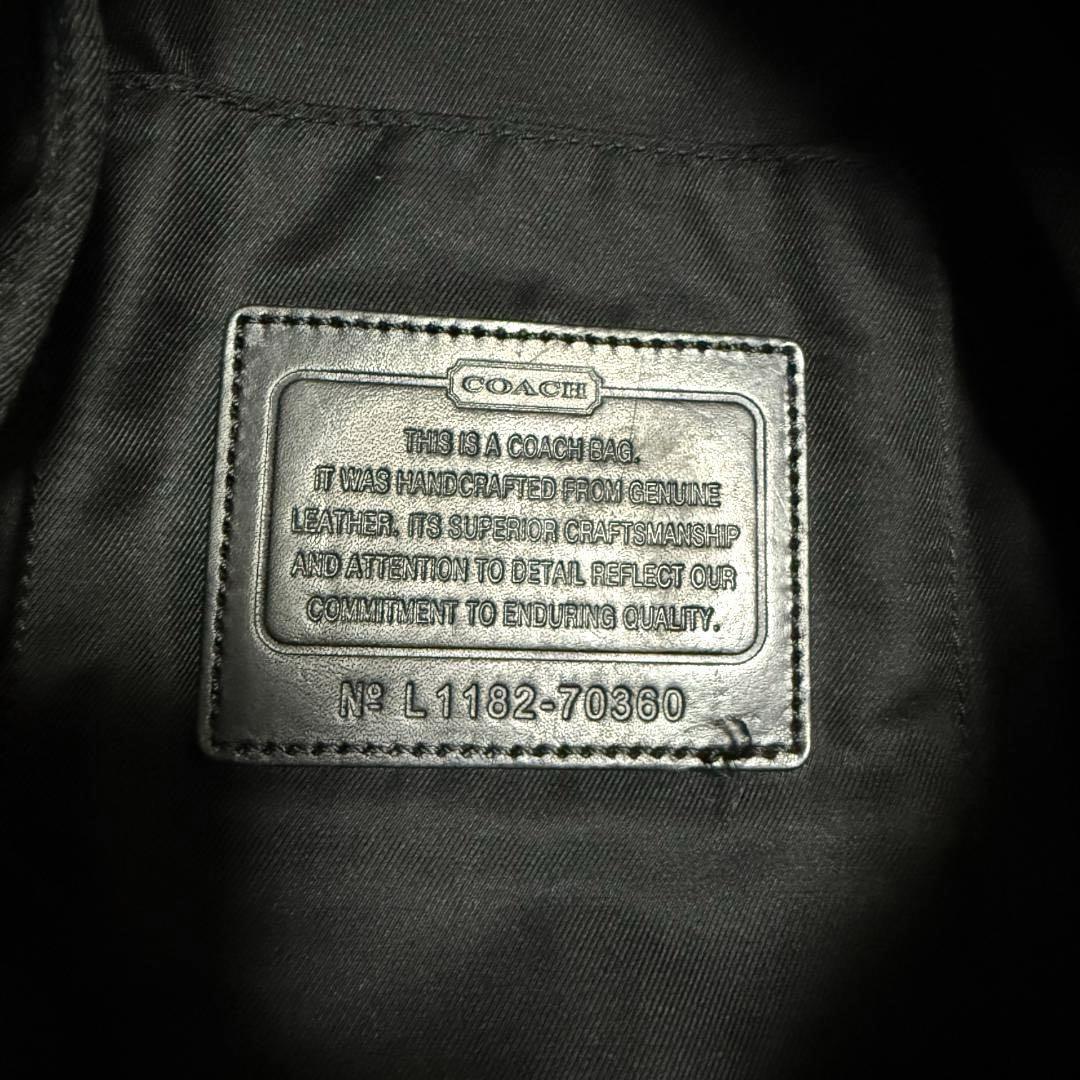 COACH
THIS IS A COACH BAG.
IT WAS HANDCRAFTED FROM GENUINE
LEATHER. ITS SUPERIOR CRAFTSMANSHIP
AND ATTENTION TO DETAIL REFLECT OUR
COMMITMENT TO ENDURING QUALITY.
Nº L1182-70360